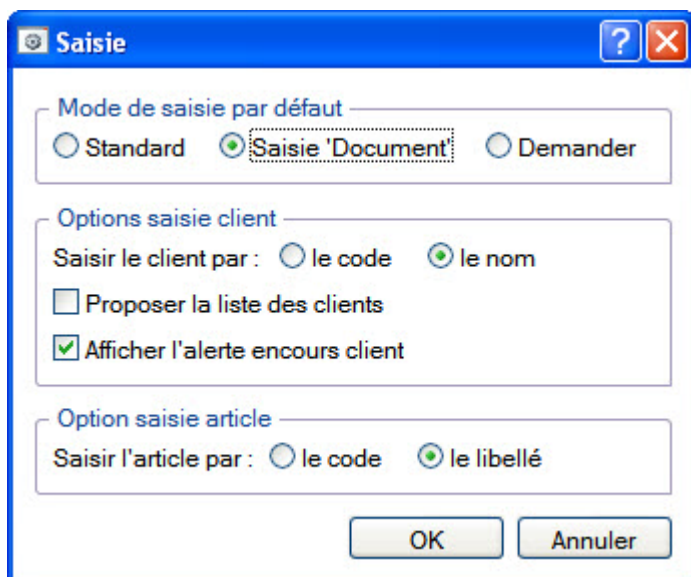 Saisie
Mode de saisie par défaut
Standard Saisie 'Document' Demander
Options saisie client
Saisir le client par : le code le nom
Proposer la liste des clients
Afficher l'alerte encours client
Option saisie article
Saisir l'article par : le code le libellé
OK Annuler